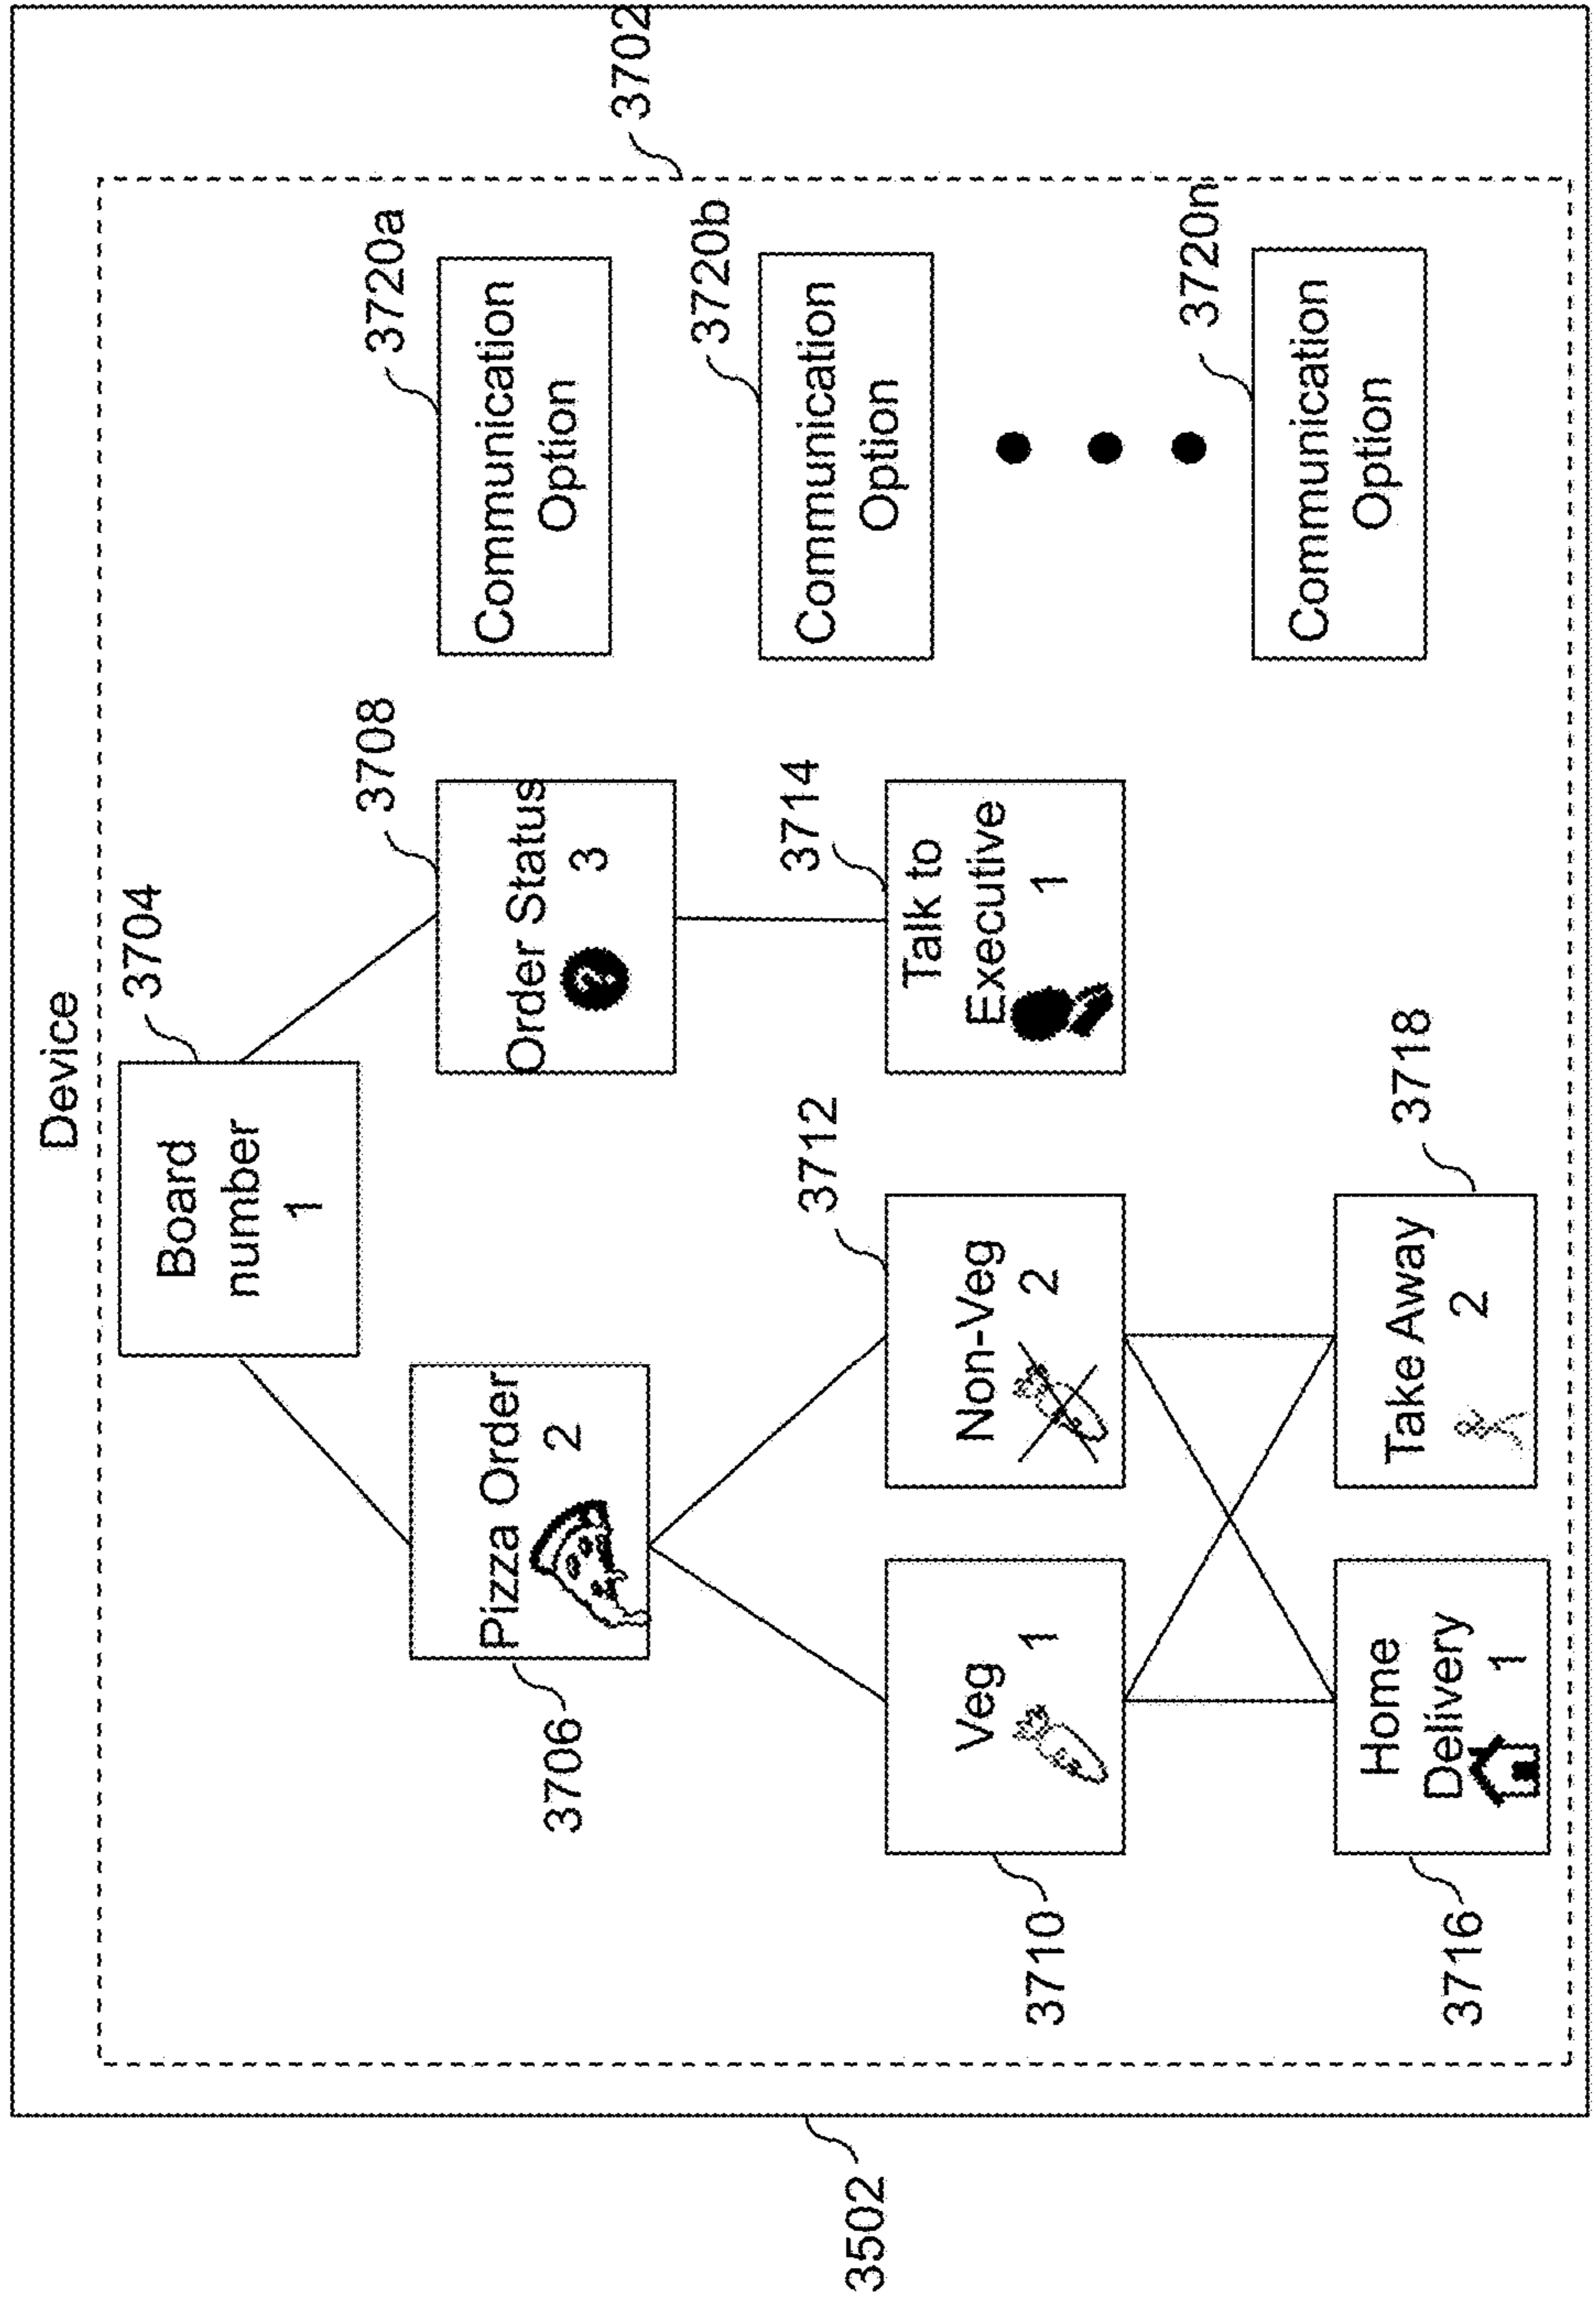 Device
3702
3704
Board
number
1
3708
Order Status
3
3720a
Communication
Option
3706
Pizza Order
2
3720b
Communication
Option
3710
Veg
1
3712
Non-Veg
2
3714
Talk to
Executive
1
3720n
Communication
Option
3716
Home
Delivery
1
3718
Take Away
2
3502